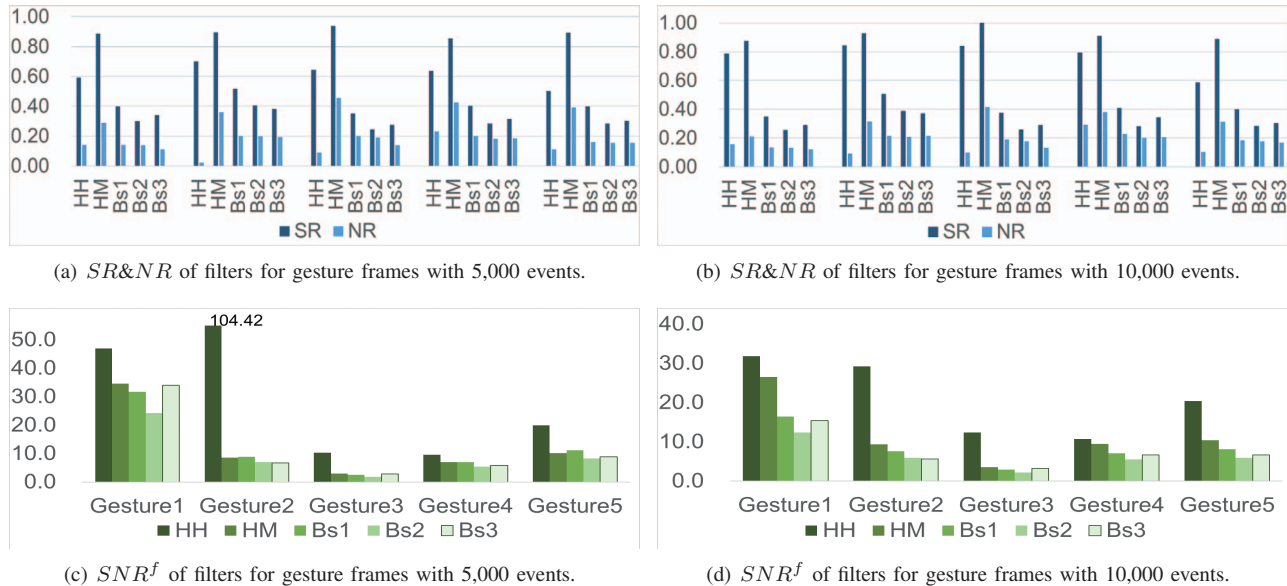 1.00
0.80
0.60
0.40
0.20
0.00
HH HM Bs1 Bs2 Bs3 HH HM Bs1 Bs2 Bs3 HH HM Bs1 Bs2 Bs3 HH HM Bs1 Bs2 Bs3 HH HM Bs1 Bs2 Bs3
SR NR
(a) SR&NR of filters for gesture frames with 5,000 events.
1.00
0.80
0.60
0.40
0.20
0.00
HH HM Bs1 Bs2 Bs3 HH HM Bs1 Bs2 Bs3 HH HM Bs1 Bs2 Bs3 HH HM Bs1 Bs2 Bs3 HH HM Bs1 Bs2 Bs3
SR NR
(b) SR&NR of filters for gesture frames with 10,000 events.
104.42
50.0
40.0
30.0
20.0
10.0
0.0
Gesture1 Gesture2 Gesture3 Gesture4 Gesture5
HH HM Bs1 Bs2 Bs3
(c) SNR^f of filters for gesture frames with 5,000 events.
40.0
30.0
20.0
10.0
0.0
Gesture1 Gesture2 Gesture3 Gesture4 Gesture5
HH HM Bs1 Bs2 Bs3
(d) SNR^f of filters for gesture frames with 10,000 events.